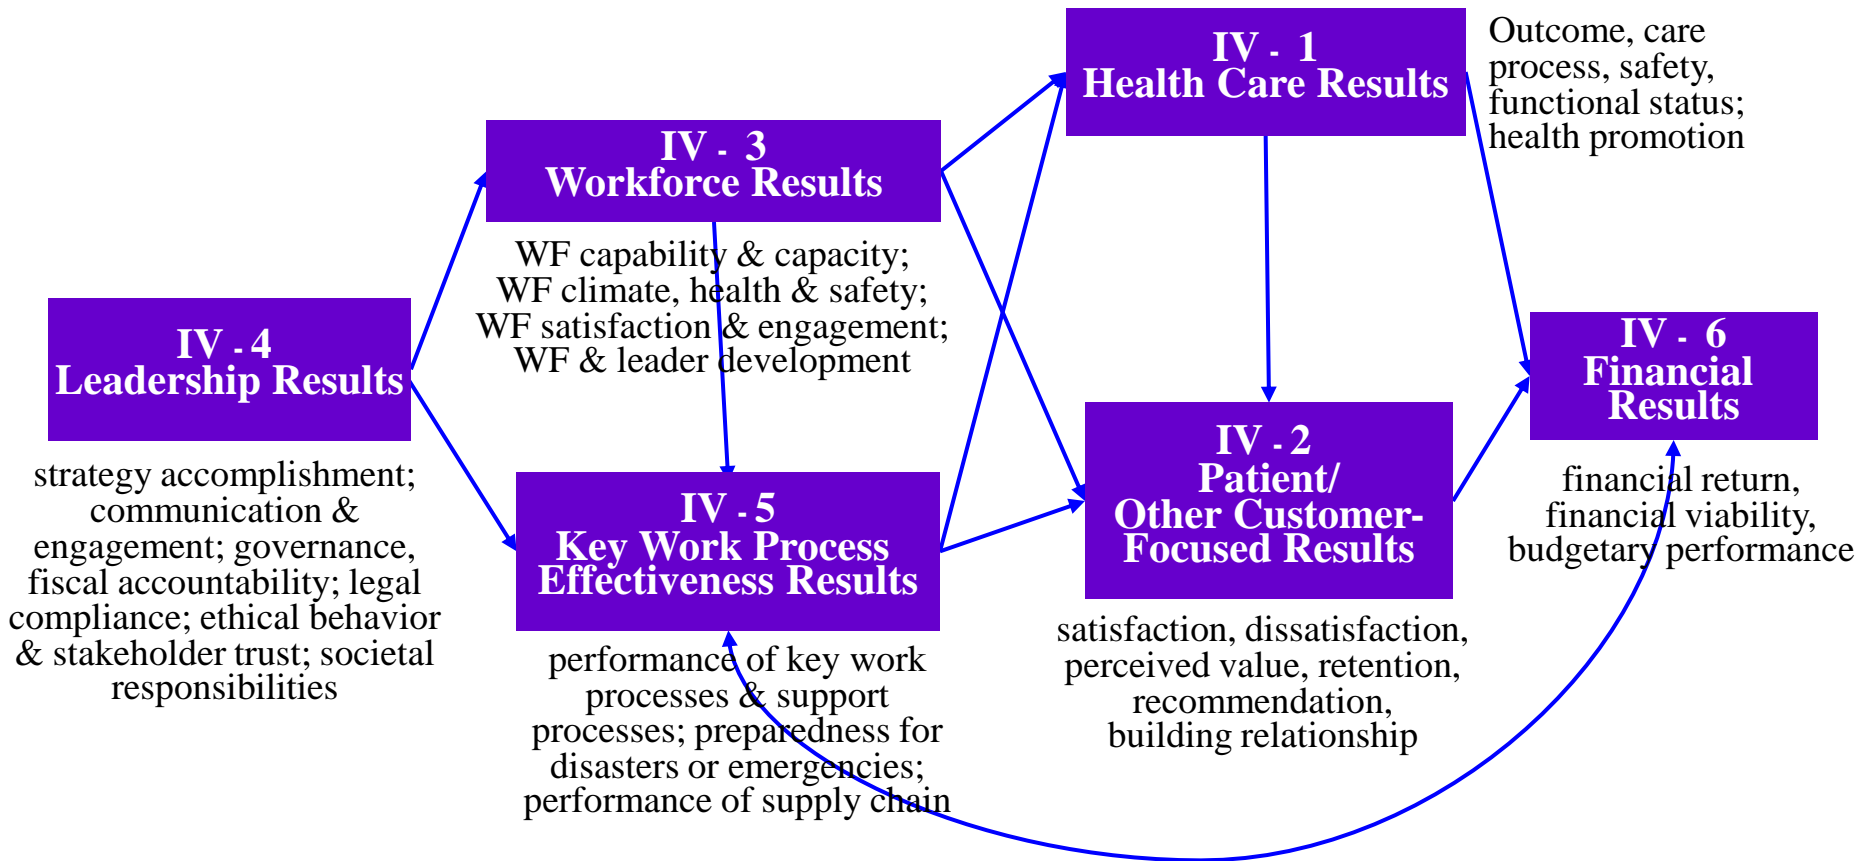 IV - 1
Health Care Results
Outcome, care
process, safety,
functional status;
health promotion
IV - 3
Workforce Results
WF capability & capacity;
WF climate, health & safety;
WF satisfaction & engagement;
WF & leader development
IV - 4
Leadership Results
strategy accomplishment;
communication &
engagement; governance,
fiscal accountability; legal
compliance; ethical behavior
& stakeholder trust; societal
responsibilities
IV - 5
Key Work Process
Effectiveness Results
performance of key work
processes & support
processes; preparedness for
disasters or emergencies;
performance of supply chain
IV - 2
Patient/
Other Customer-
Focused Results
satisfaction, dissatisfaction,
perceived value, retention,
recommendation,
building relationship
IV - 6
Financial
Results
financial return,
financial viability,
budgetary performance